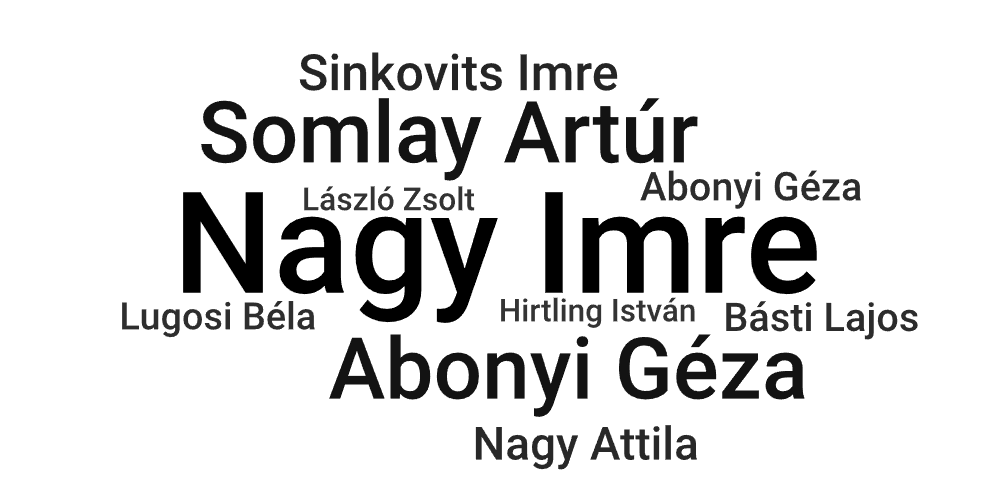 Sinkovits Imre
Somlay Artúr
Abonyi Géza
László Zsolt
Nagy Imre
Lugosi Béla
Hirtling István
Básti Lajos
Abonyi Géza
Nagy Attila